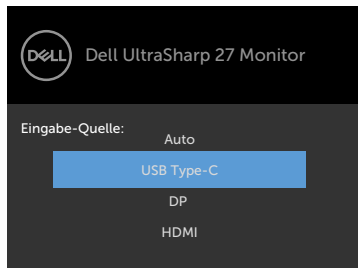 DELL
Dell UltraSharp 27 Monitor
Eingabe-Quelle:
Auto
USB Type-C
DP
HDMI